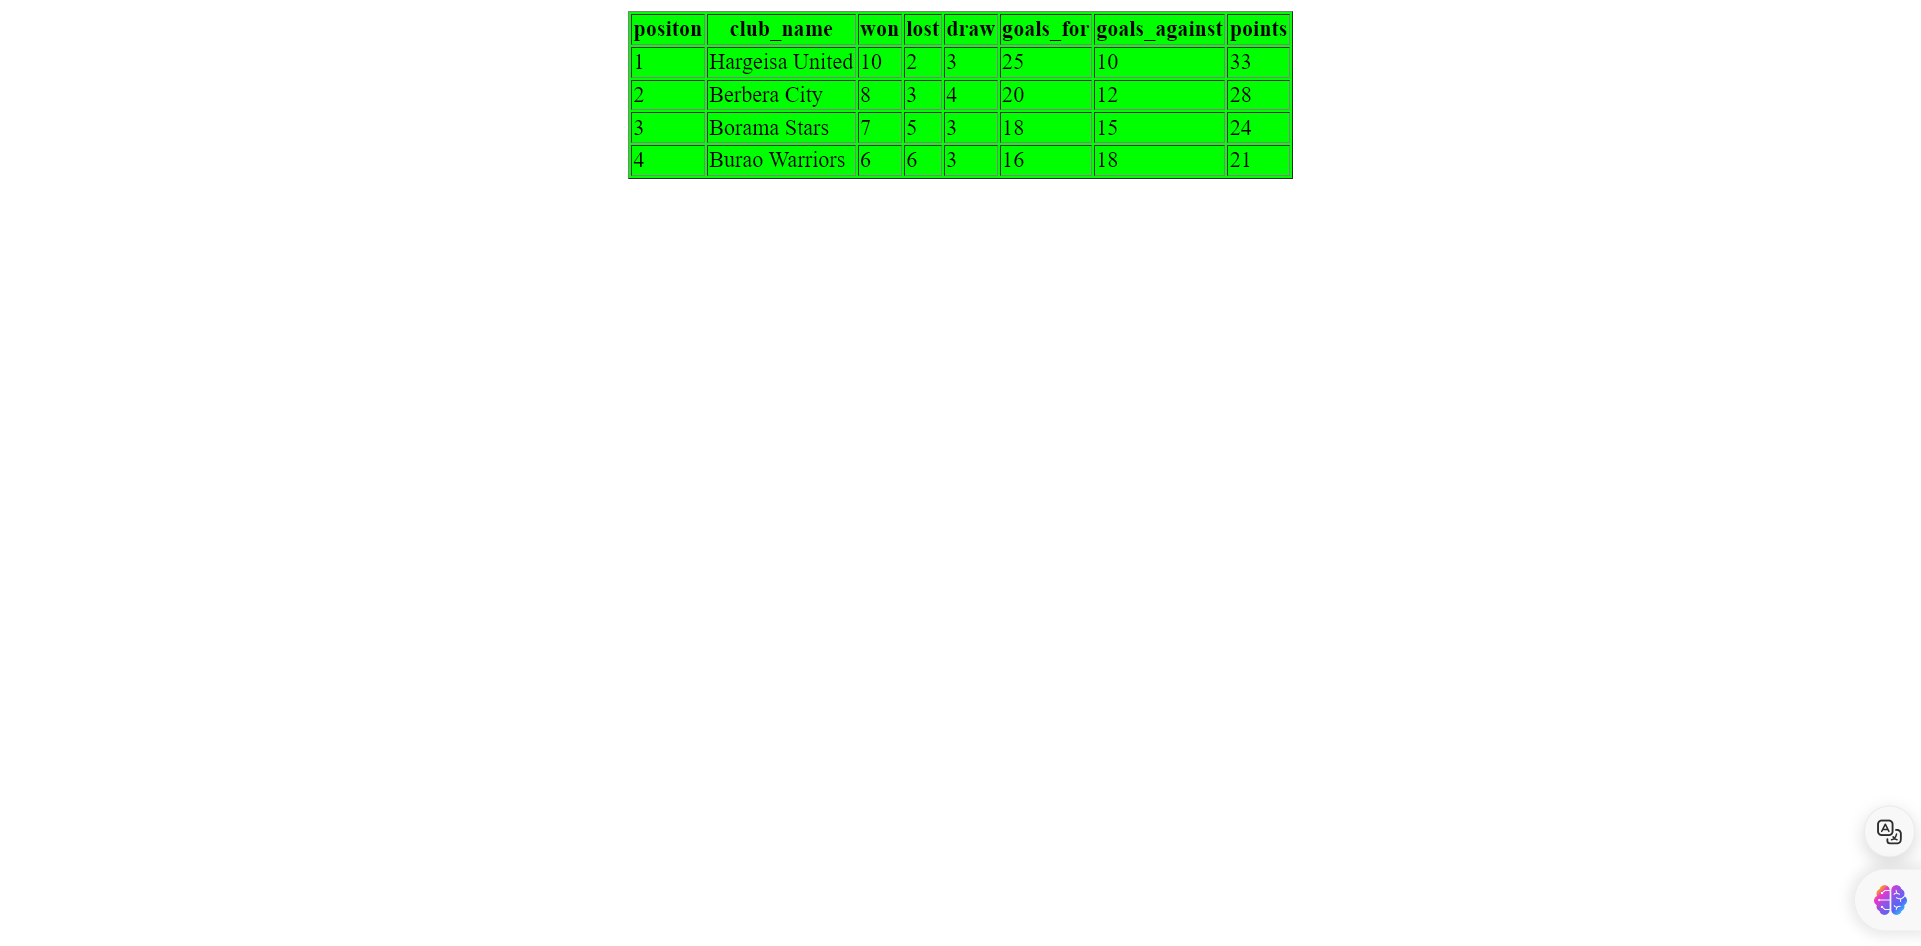 positon club_name won lost draw goals_for goals_against points
1 Hargeisa United 10 2 3 25 10 33
2 Berbera City 8 3 4 20 12 28
3 Borama Stars 7 5 3 18 15 24
4 Burao Warriors 6 6 3 16 18 21